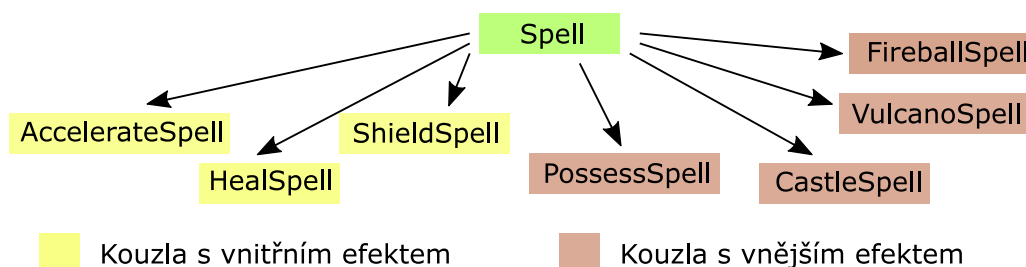 Spell
FireballSpell
VulcanoSpell
AccelerateSpell
ShieldSpell
HealSpell
PossessSpell
CastleSpell
Kouzla s vnitřním efektem
Kouzla s vnějším efektem